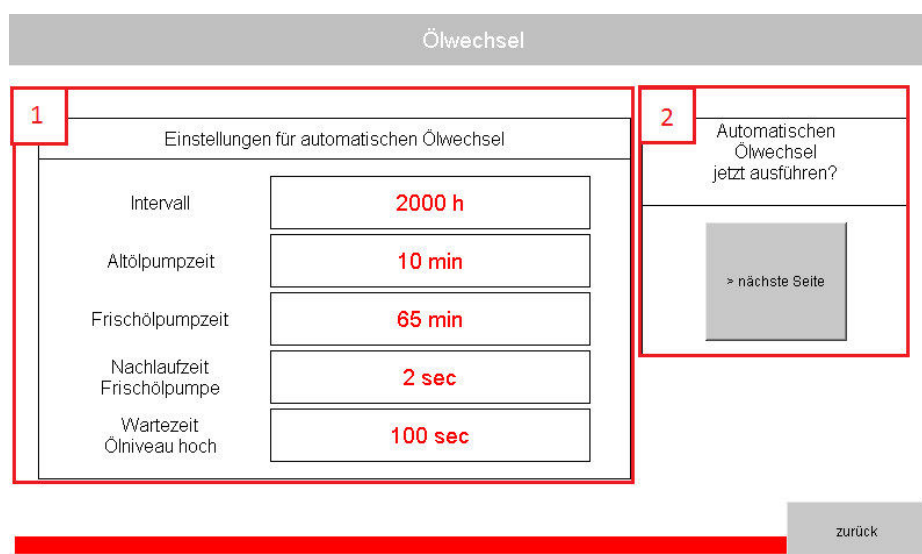 Ölwechsel
1
Einstellungen für automatischen Ölwechsel
Intervall
2000 h
Altölpumpzeit
10 min
Frischölpumpzeit
65 min
Nachlaufzeit
Frischölpumpe
2 sec
Wartezeit
Ölniveau hoch
100 sec
2
Automatischen
Ölwechsel
jetzt ausführen?
> nächste Seite
zurück